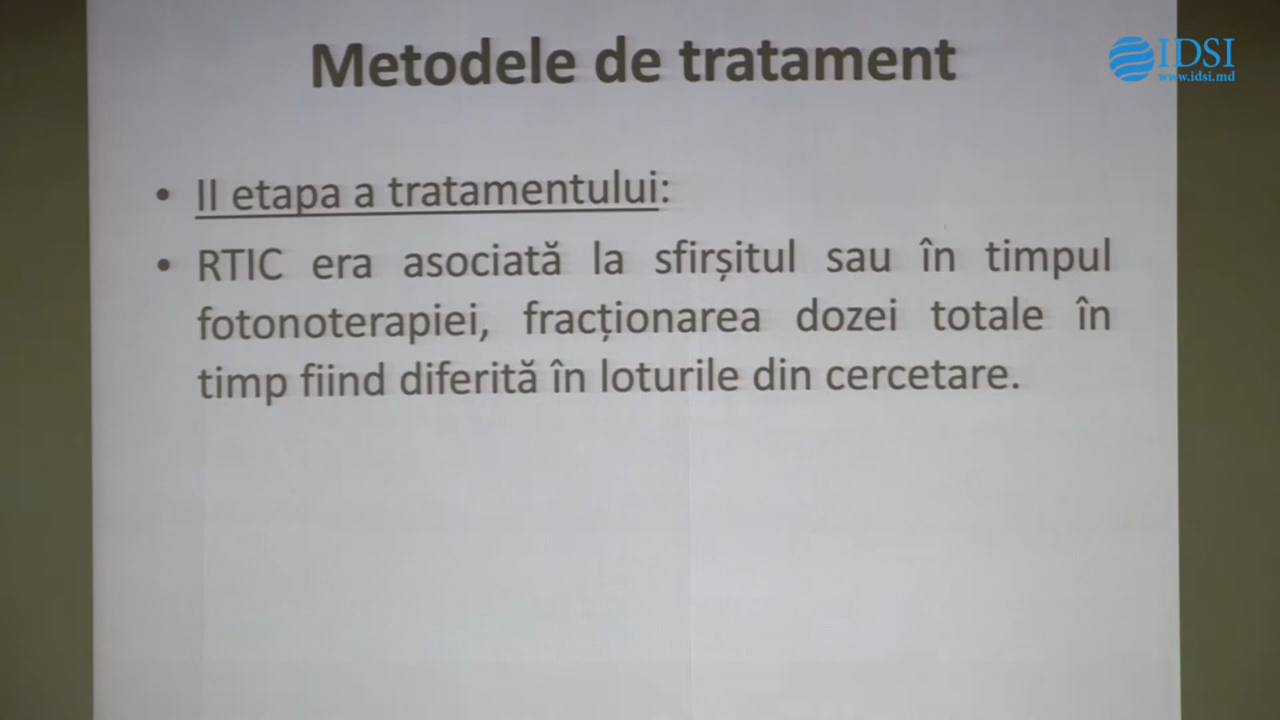 Metodele de tratament
IDSI
www.idsi.md
• II etapa a tratamentului:
• RTIC era asociată la sfirșitul sau în timpul
fotonoterapiei, fracționarea dozei totale în
timp fiind diferită în loturile din cercetare.